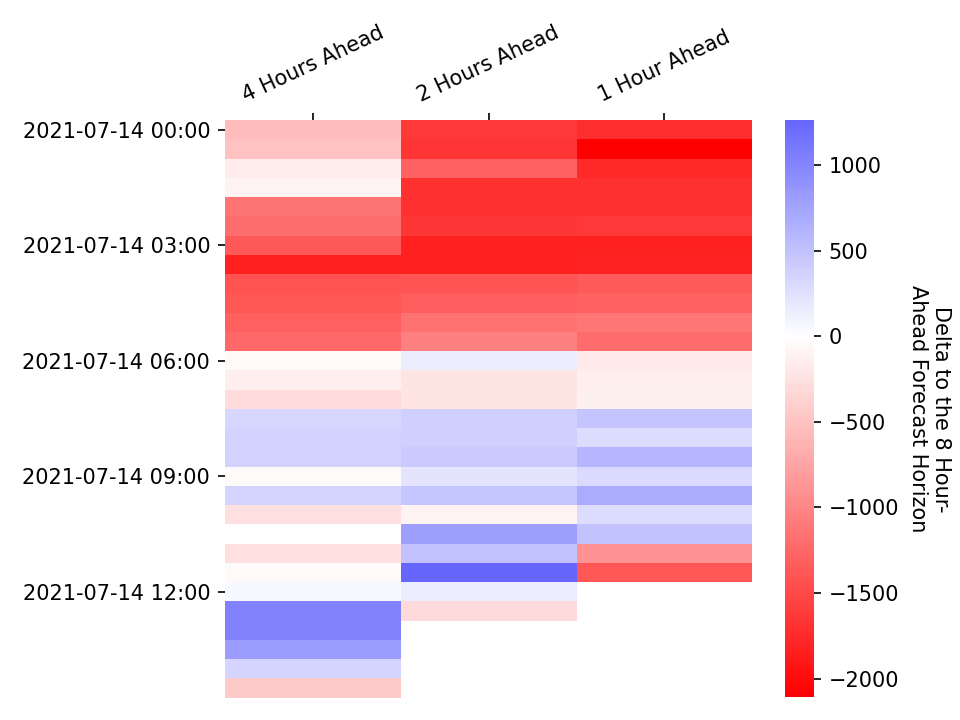 4 Hours Ahead
2 Hours Ahead
1 Hour Ahead
2021-07-14 00:00
2021-07-14 03:00
2021-07-14 06:00
2021-07-14 09:00
2021-07-14 12:00
1000
500
0
−500
−1000
−1500
−2000
Delta to the 8 Hour-
Ahead Forecast Horizon